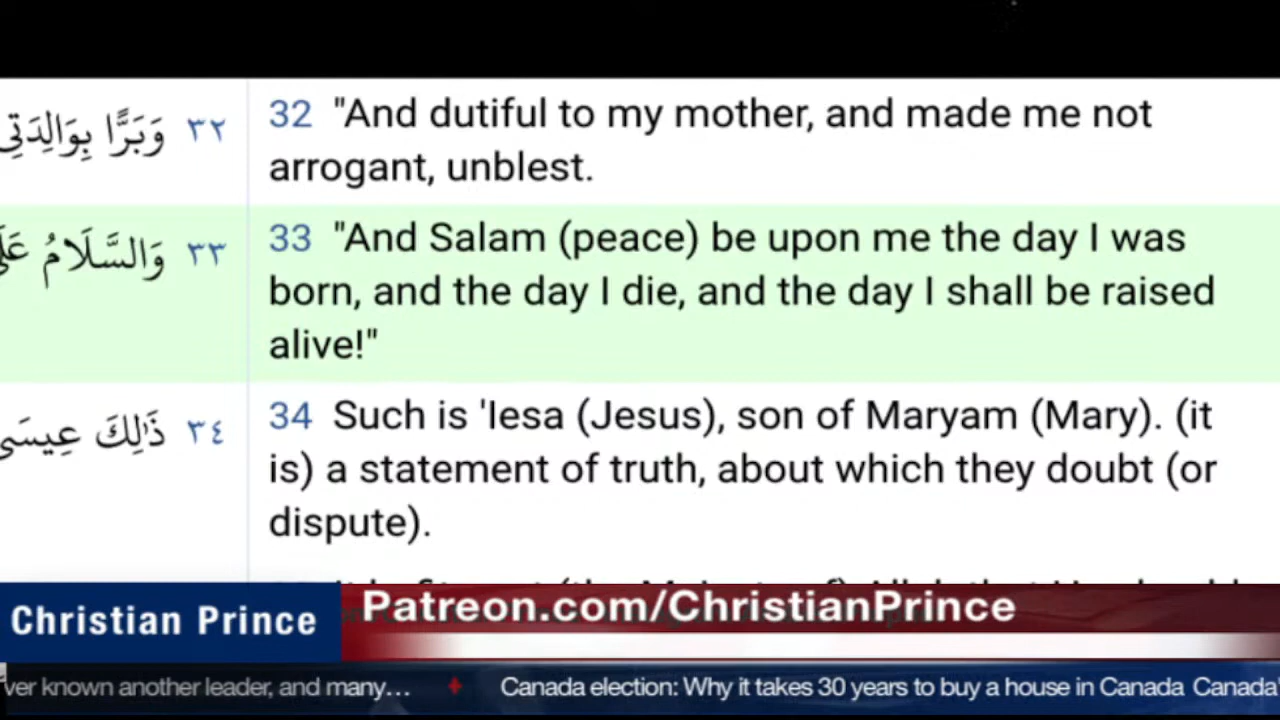 ٣٢ وَبَرًّا بِوَالِدَتِى
32 "And dutiful to my mother, and made me not
arrogant, unblest.
٣٣ وَالسَّلَامُ
33 "And Salam (peace) be upon me the day I was
born, and the day I die, and the day I shall be raised
alive!"
٣٤ ذَٰلِكَ عِيسَى
34 Such is 'Iesa (Jesus), son of Maryam (Mary). (it
is) a statement of truth, about which they doubt (or
dispute).
Christian Prince
Patreon.com/ChristianPrince
known another leader, and many... Canada election: Why it takes 30 years to buy a house in Canada Canada'